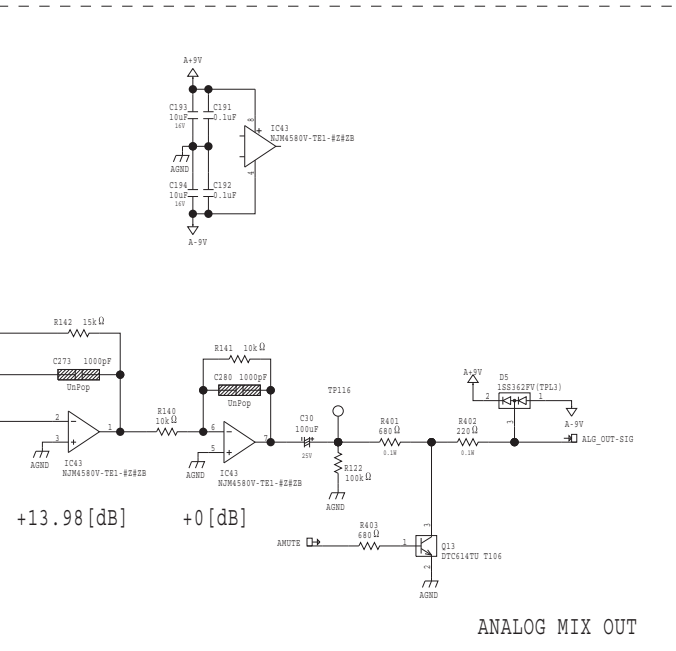 A+9V
C193
10uF
16V
C191
0.1uF
8
IC43
NJM4580V-TE1-#Z#ZB
AGND
4
C194
10uF
16V
C192
0.1uF
A-9V
R142 15kΩ
C273 1000pF
UnPop
2
3
1
AGND
IC43
NJM4580V-TE1-#Z#ZB
+13.98[dB]
R140
10kΩ
R141 10kΩ
C280 1000pF
UnPop
6
5
7
AGND
IC43
NJM4580V-TE1-#Z#ZB
+0[dB]
C30
100uF
25V
TP116
R122
100kΩ
AGND
R401
680Ω
0.1W
R402
220Ω
0.1W
A+9V
D5
1SS362FV(TPL3)
2
1
3
A-9V
ALG_OUT-SIG
AMUTE
R403
680Ω
1
3
2
Q13
DTC614TU T106
AGND
ANALOG MIX OUT